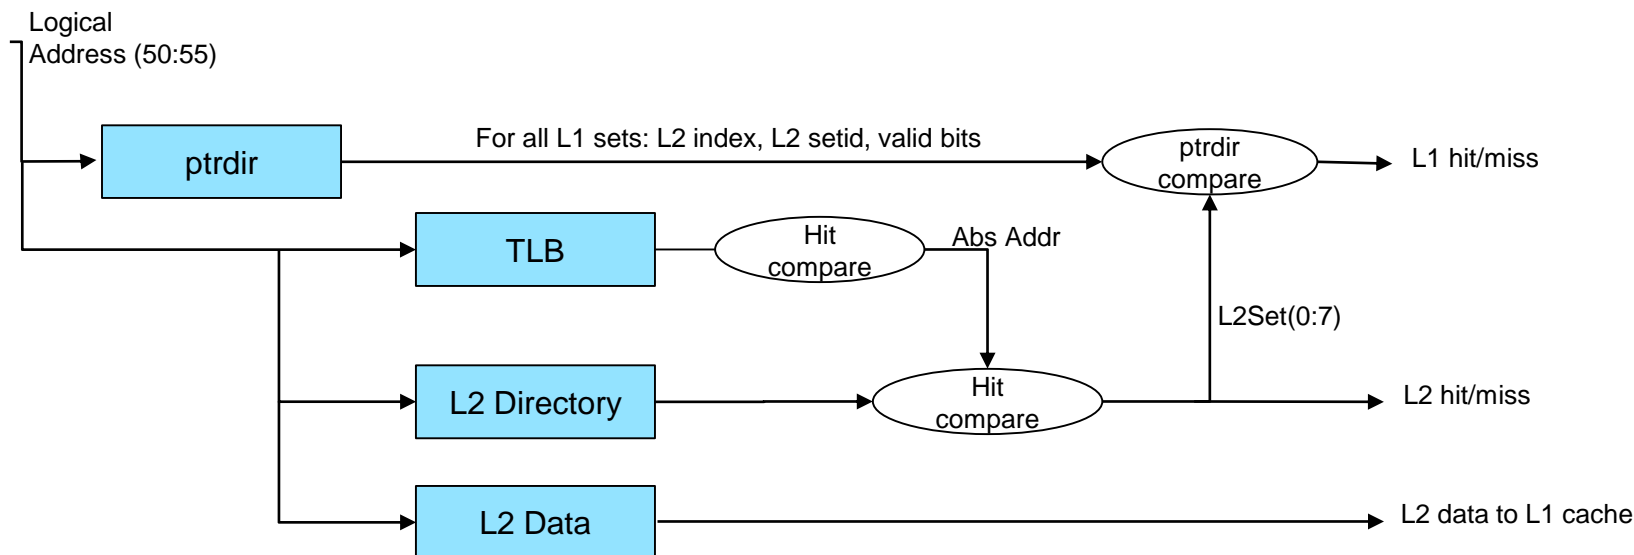 Logical
Address (50:55)
ptrdir
For all L1 sets: L2 index, L2 setid, valid bits
ptrdir
compare
L1 hit/miss
TLB
Hit
compare
Abs Addr
L2Set(0:7)
L2 Directory
Hit
compare
L2 hit/miss
L2 Data
L2 data to L1 cache